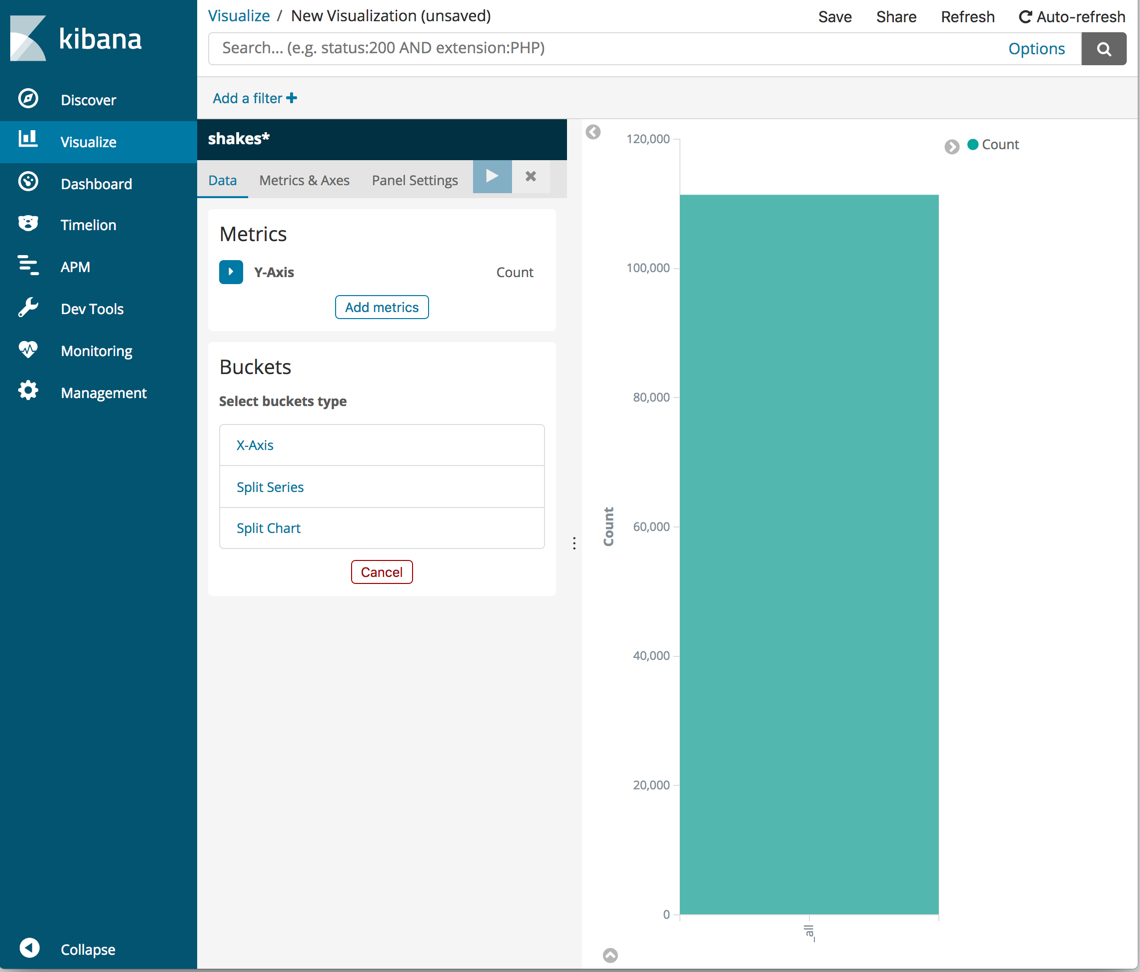 kibana
Discover
Visualize
Dashboard
Timelion
APM
Dev Tools
Monitoring
Management
Collapse
Visualize / New Visualization (unsaved)
Save Share Refresh Auto-refresh
Search... (e.g. status:200 AND extension:PHP) Options
Add a filter +
shakes*
Data Metrics & Axes Panel Settings
Metrics
Y-Axis Count
Add metrics
Buckets
Select buckets type
X-Axis
Split Series
Split Chart
Cancel
Count
120,000
100,000
80,000
60,000
40,000
20,000
0
_all
Count